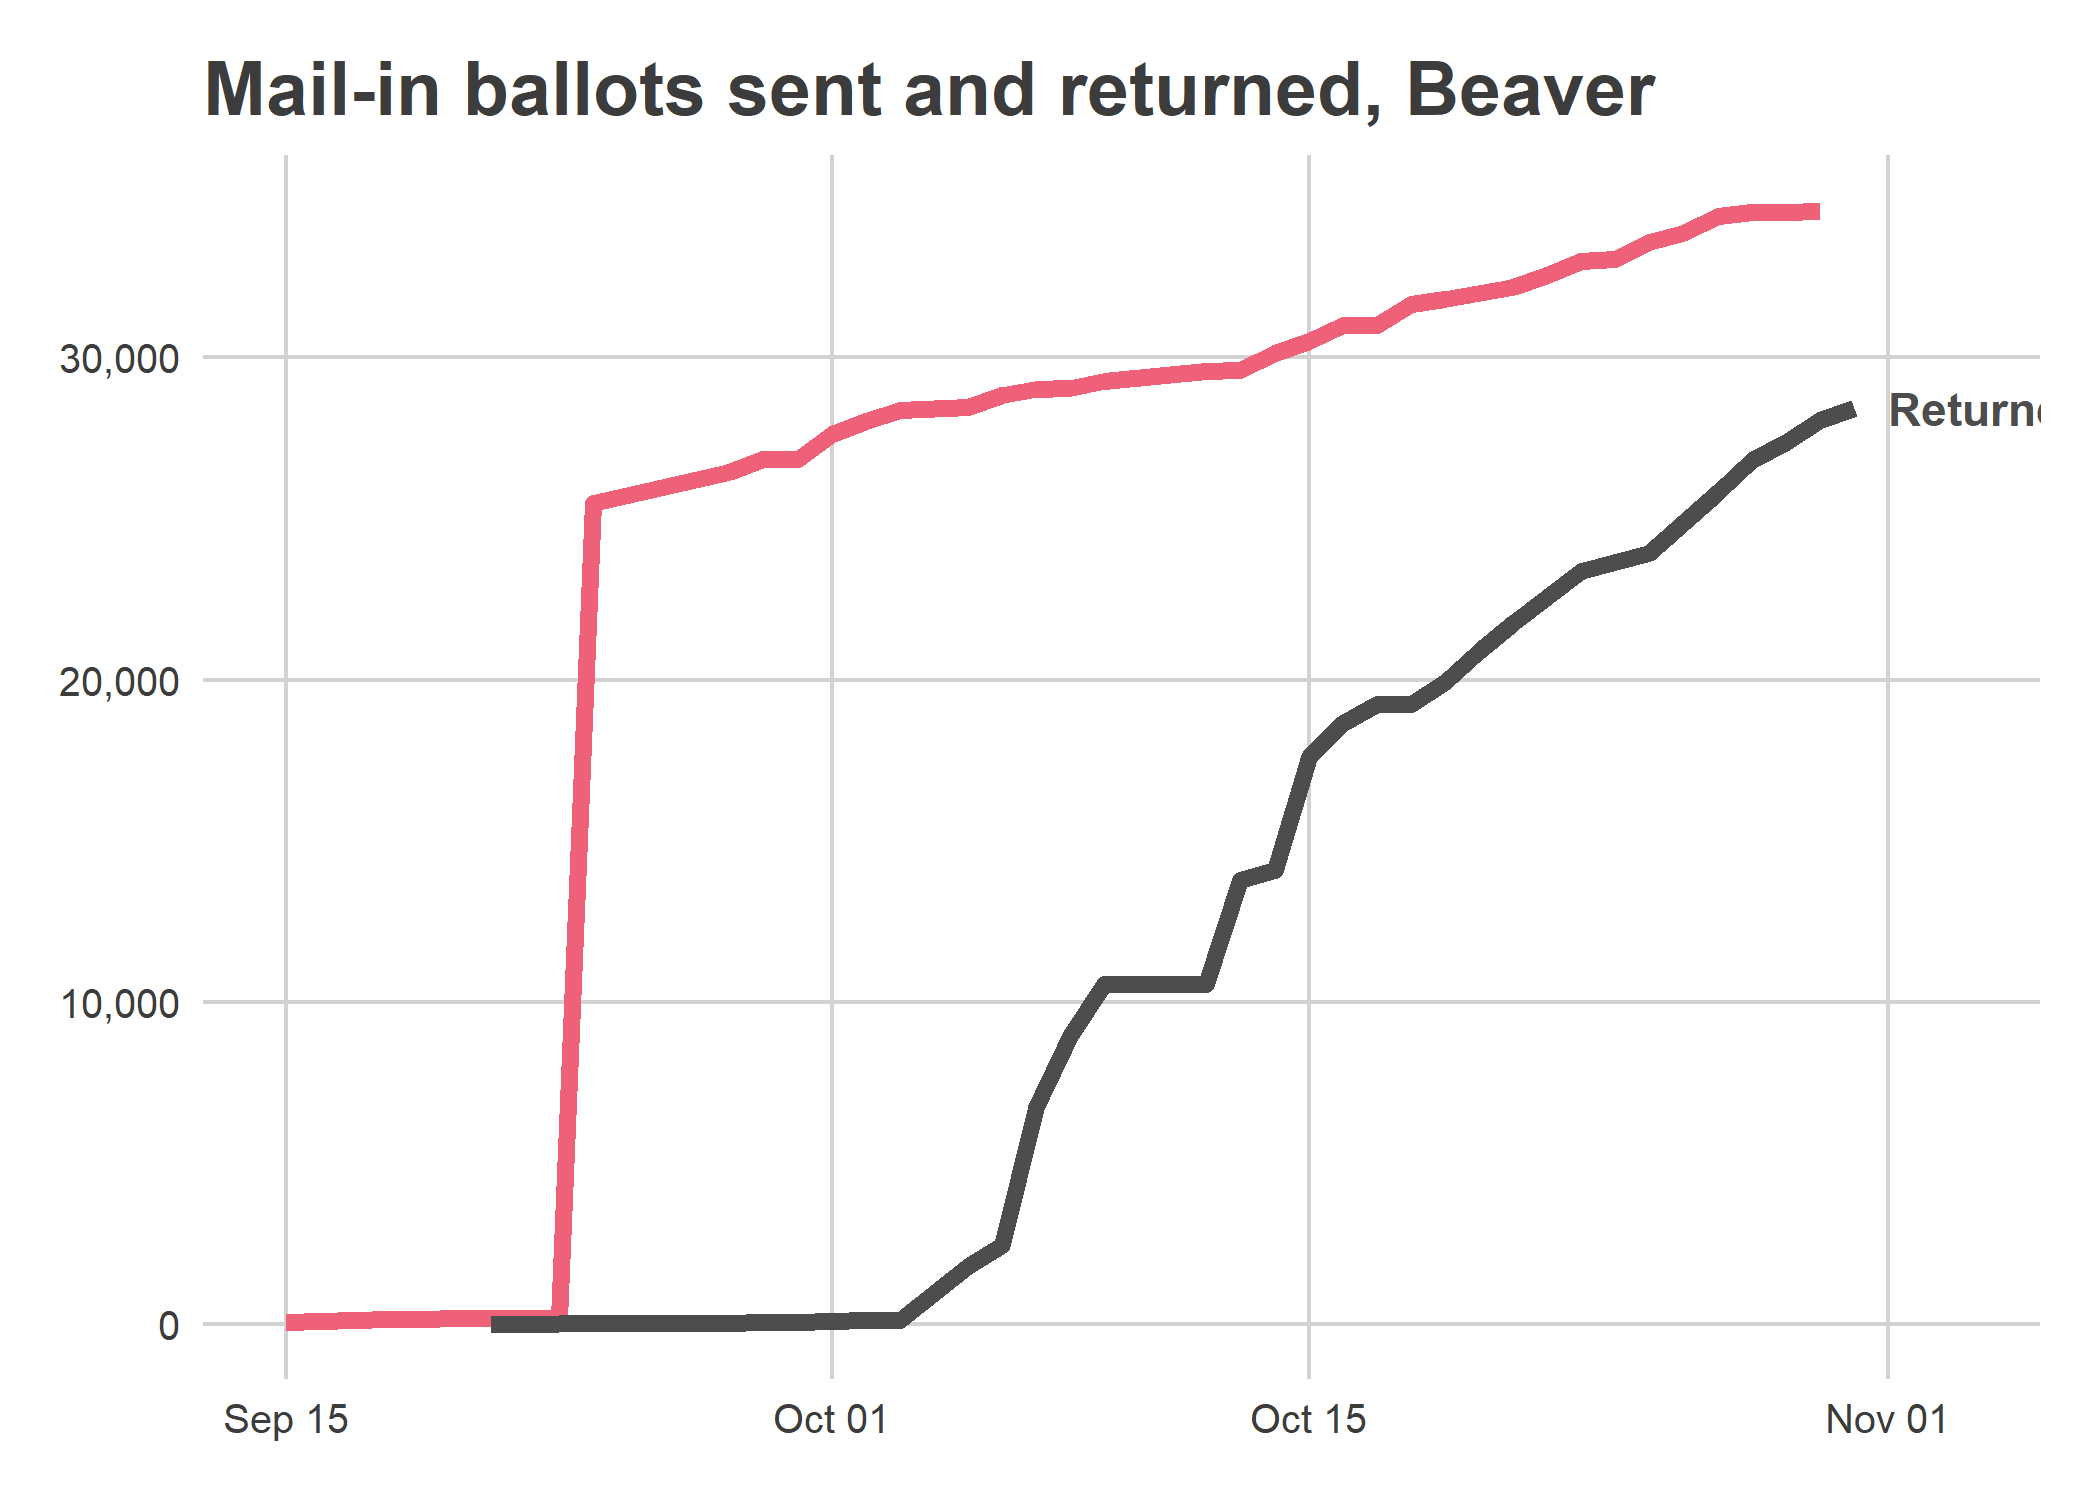 Mail-in ballots sent and returned, Beaver
30,000
Return
20,000
10,000
0
Sep 15 Oct 01 Oct 15 Nov 01